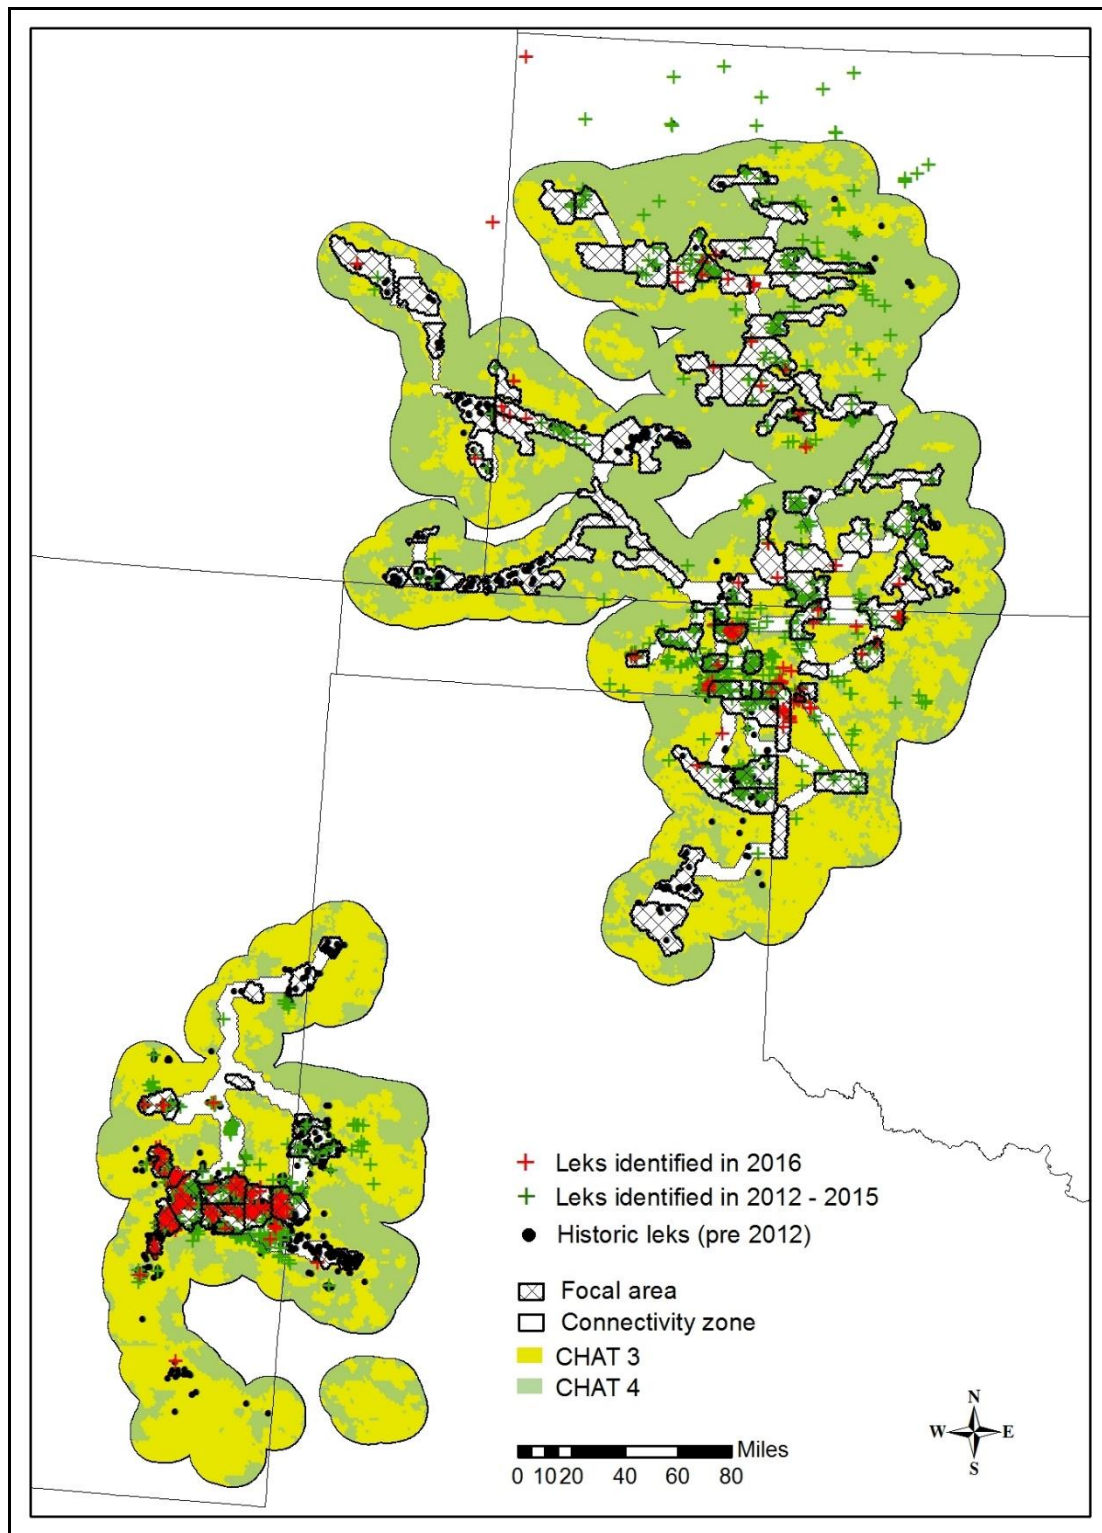 Leks identified in 2016
Leks identified in 2012 - 2015
Historic leks (pre 2012)
Focal area
Connectivity zone
CHAT 3
CHAT 4
N
W E
S
Miles
0 10 20 40 60 80